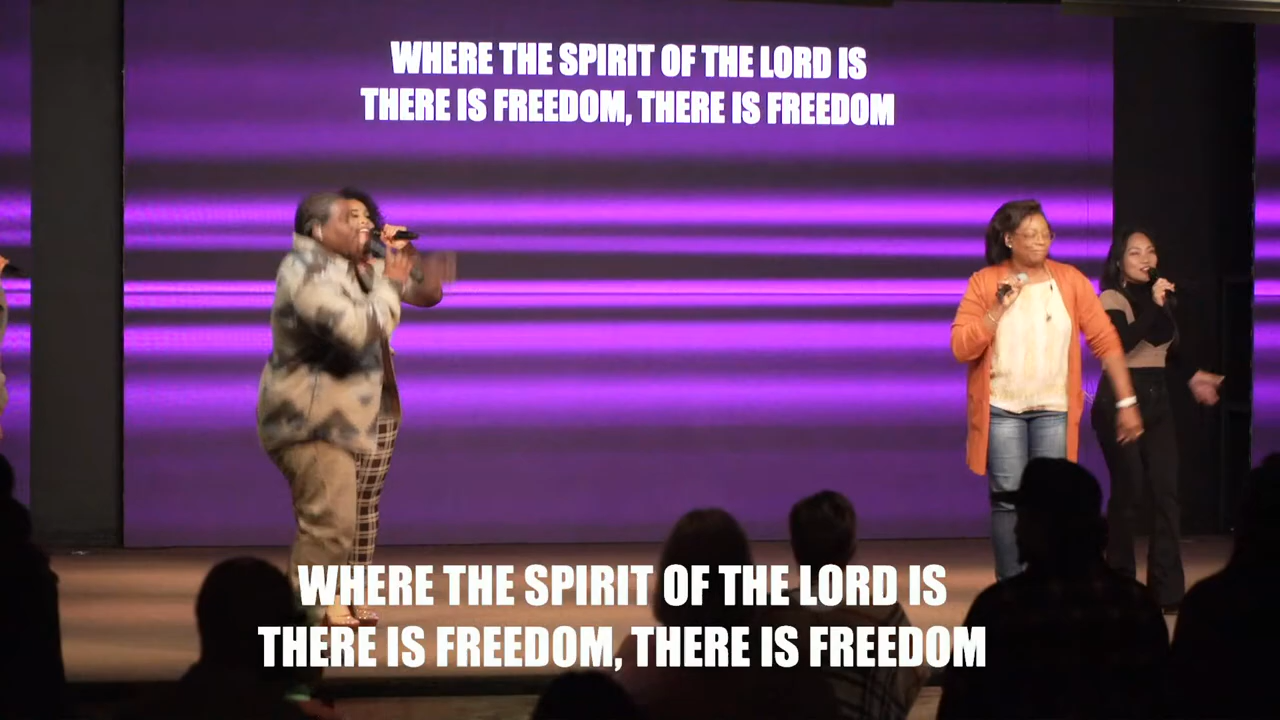 WHERE THE SPIRIT OF THE LORD IS
THERE IS FREEDOM, THERE IS FREEDOM
WHERE THE SPIRIT OF THE LORD IS
THERE IS FREEDOM, THERE IS FREEDOM